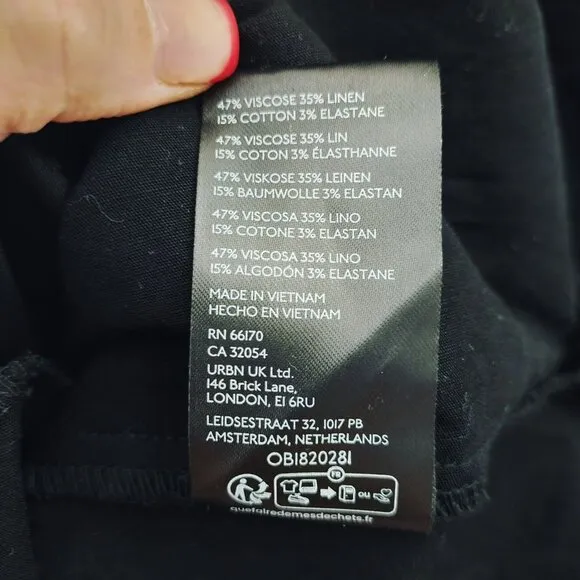 47% VISCOSE 35% LINEN
15% COTTON 3% ELASTANE
47% VISCOSE 35% LIN
15% COTON 3% ÉLASTHANNE
47% VISKOSE 35% LEINEN
15% BAUMWOLLE 3% ELASTAN
47% VISCOSA 35% LINO
15% COTONE 3% ELASTAN
47% VISCOSA 35% LINO
15% ALGODÓN 3% ELASTANE
MADE IN VIETNAM
HECHO EN VIETNAM
RN 66170
CA 32054
URBN UK Ltd.
146 Brick Lane,
LONDON, E1 6RU
LEIDSESTRAAT 32, 1017 PB
AMSTERDAM, NETHERLANDS
OB1820281
FR
OU
quefairedemesdechets.fr